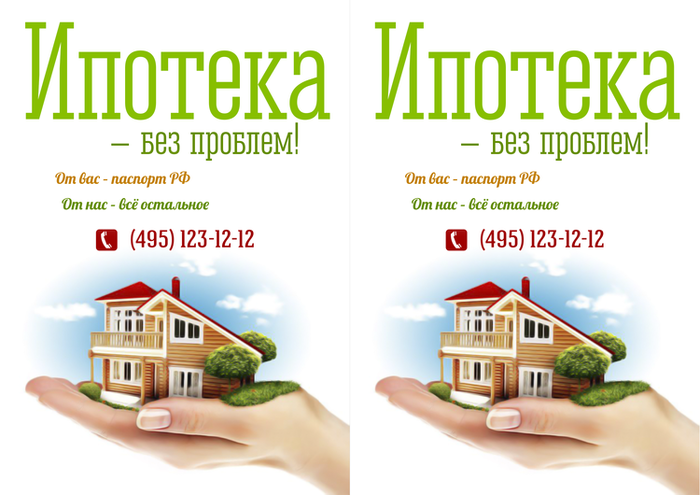 Ипотека
– без проблем!
От вас – паспорт РФ
От нас – всё остальное
(495) 123-12-12
Ипотека
– без проблем!
От вас – паспорт РФ
От нас – всё остальное
(495) 123-12-12